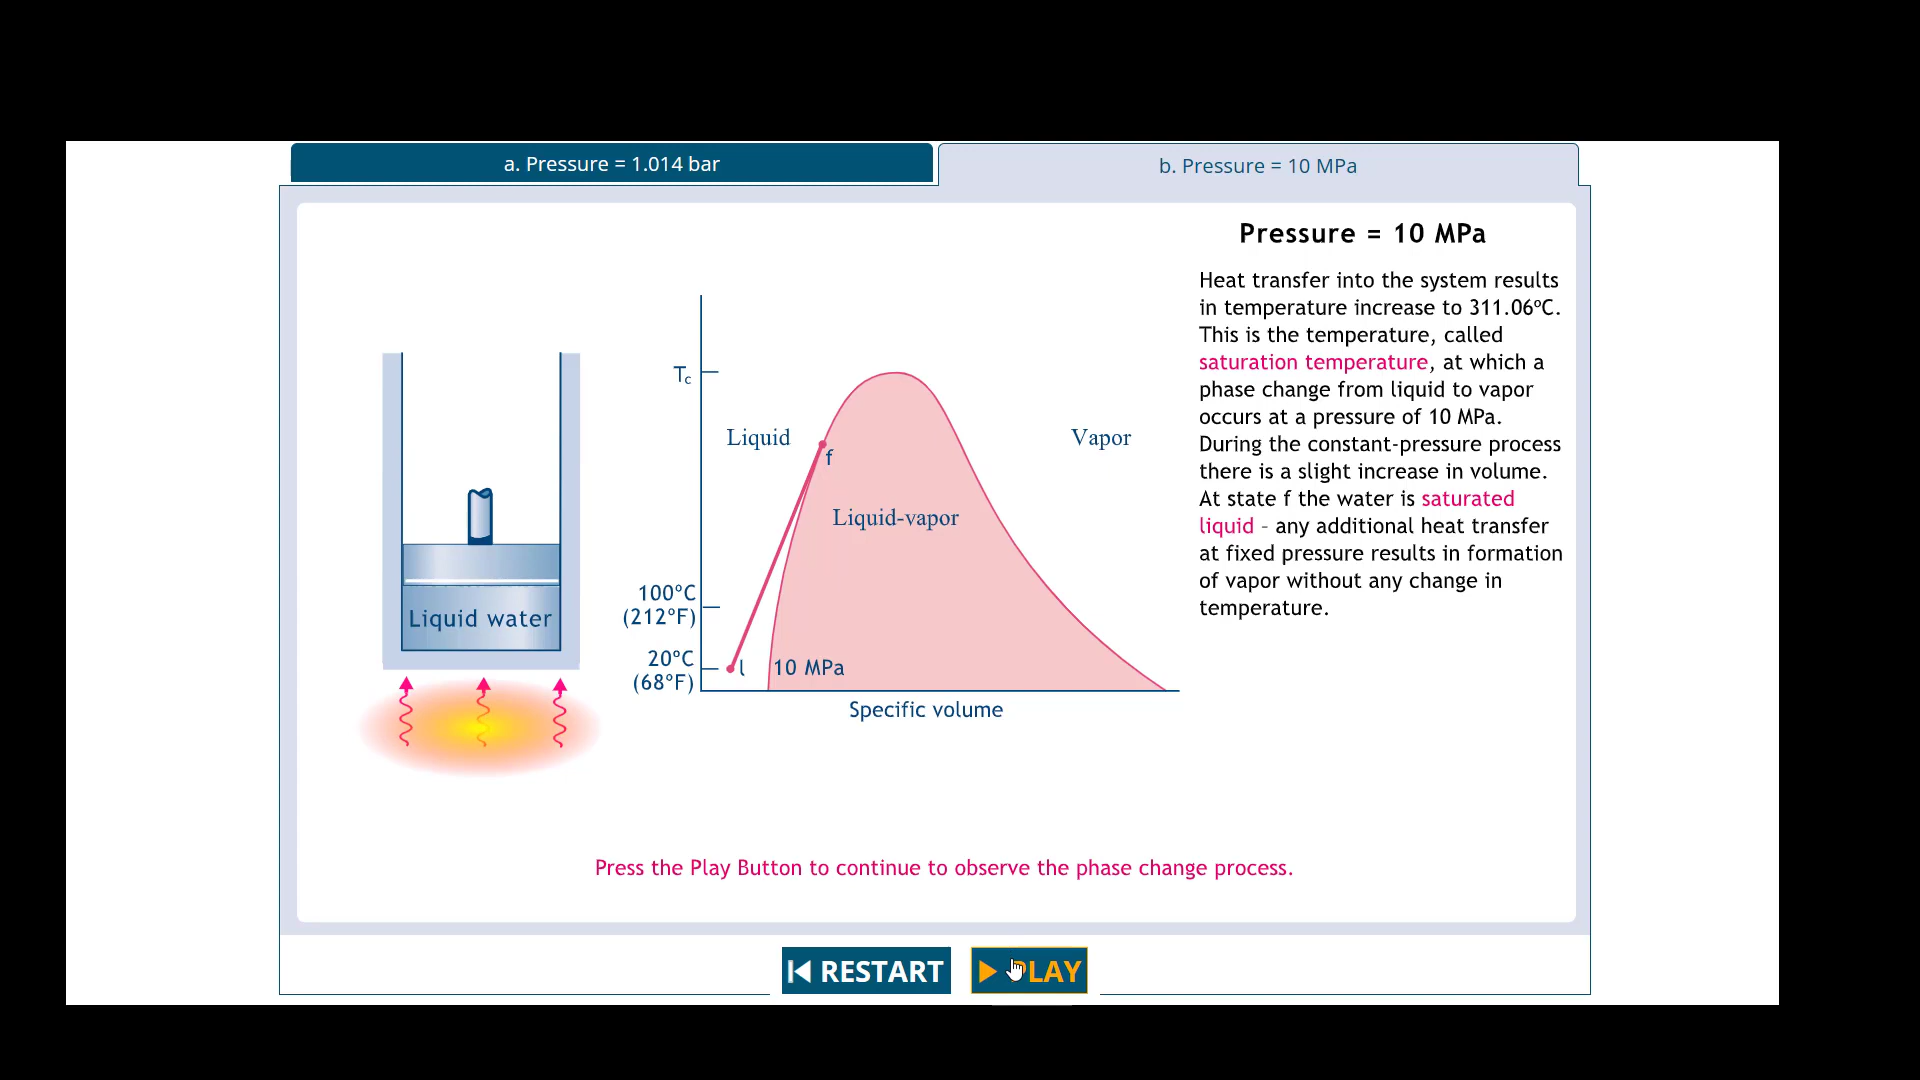 a. Pressure = 1.014 bar
b. Pressure = 10 MPa
Pressure = 10 MPa
Heat transfer into the system results
in temperature increase to 311.06ºC.
This is the temperature, called
saturation temperature, at which a
phase change from liquid to vapor
occurs at a pressure of 10 MPa.
During the constant-pressure process
there is a slight increase in volume.
At state f the water is saturated
liquid – any additional heat transfer
at fixed pressure results in formation
of vapor without any change in
temperature.
Tc
Liquid
Vapor
f
Liquid-vapor
100ºC
(212ºF)
20ºC
(68ºF)
l
10 MPa
Specific volume
Liquid water
Press the Play Button to continue to observe the phase change process.
RESTART
PLAY